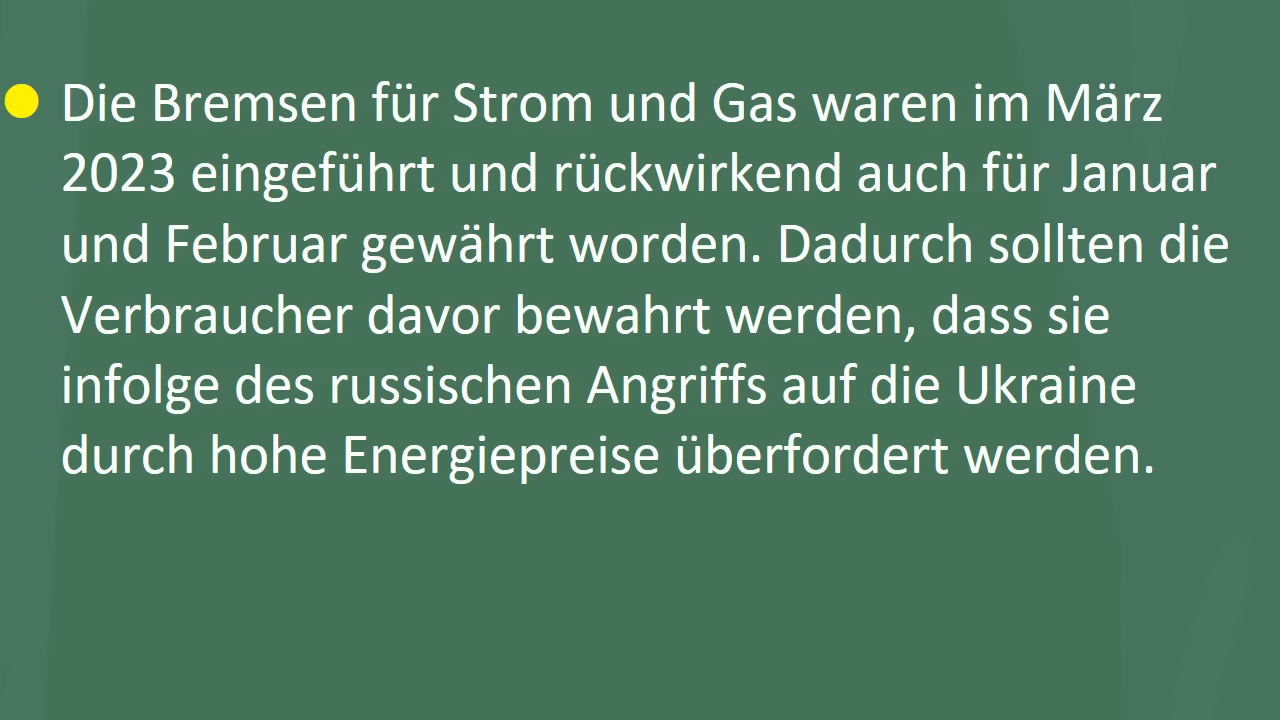 Die Bremsen für Strom und Gas waren im März
2023 eingeführt und rückwirkend auch für Januar
und Februar gewährt worden. Dadurch sollten die
Verbraucher davor bewahrt werden, dass sie
infolge des russischen Angriffs auf die Ukraine
durch hohe Energiepreise überfordert werden.